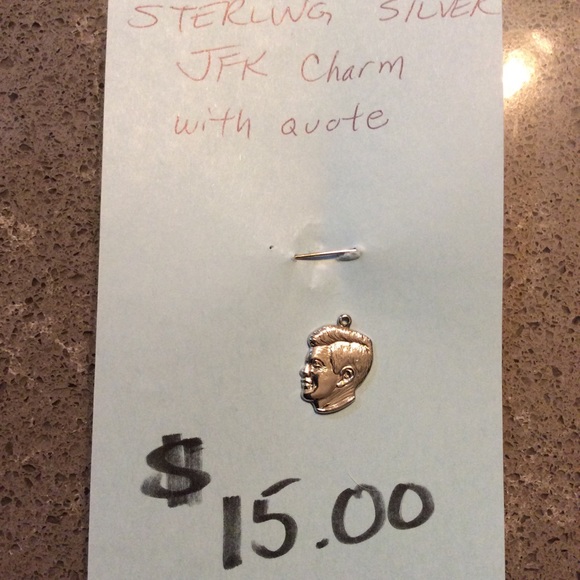 STERLING SILVER
JFK Charm
with quote
$ 15.00